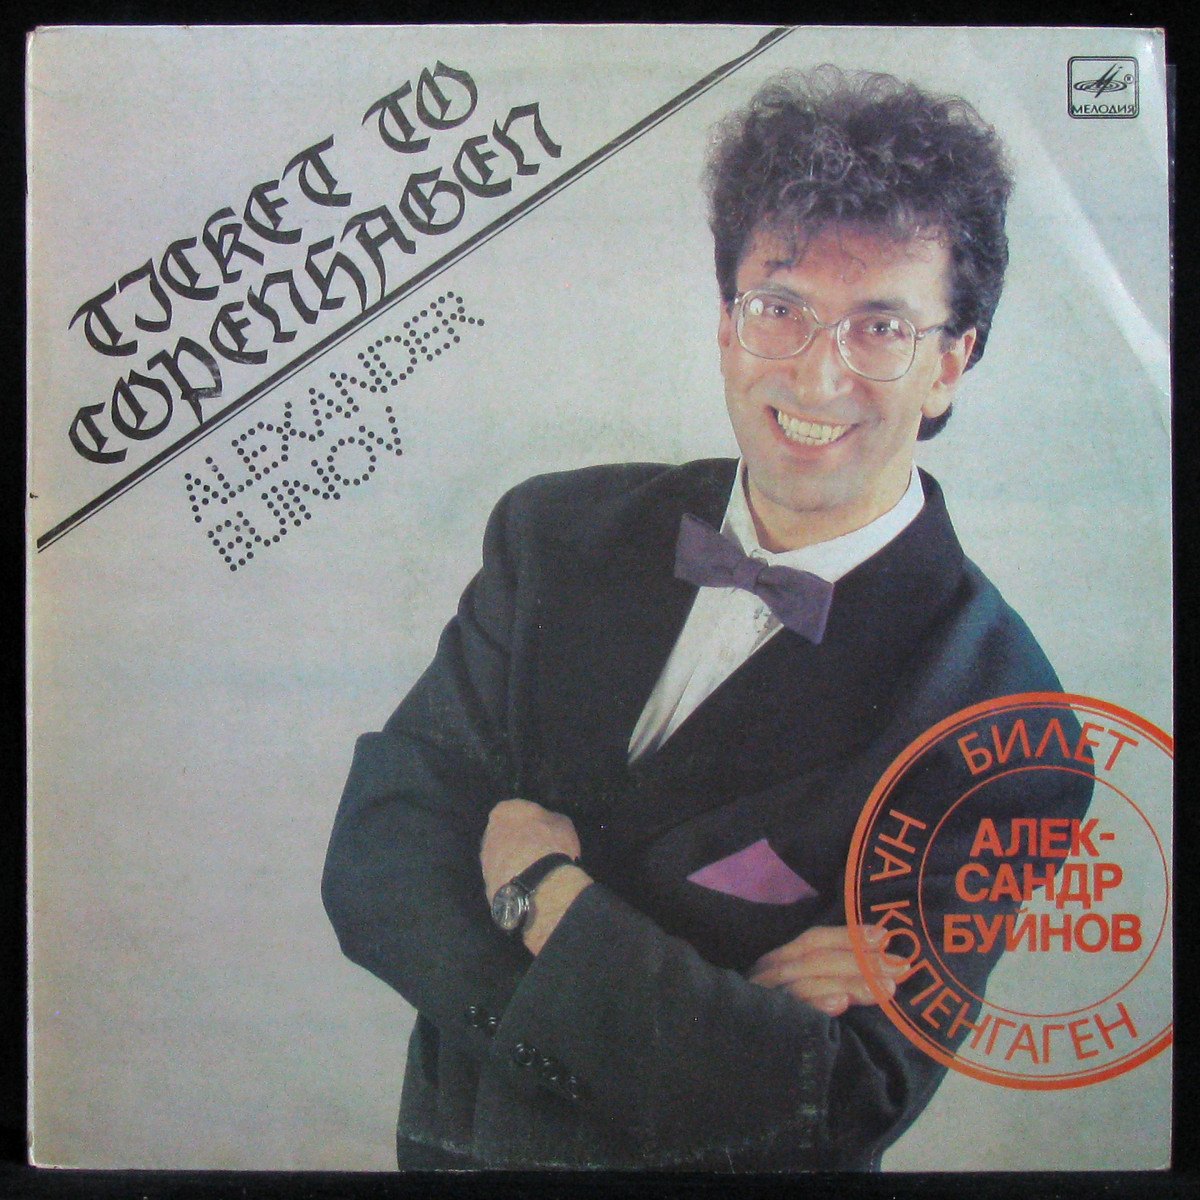 TICKET TO
COPENHAGEN
ALEXANDER
BUINOV
МЕЛОДИЯ
®
БИЛЕТ
НА КОПЕНГАГЕН
АЛЕК-
САНДР
БУЙНОВ